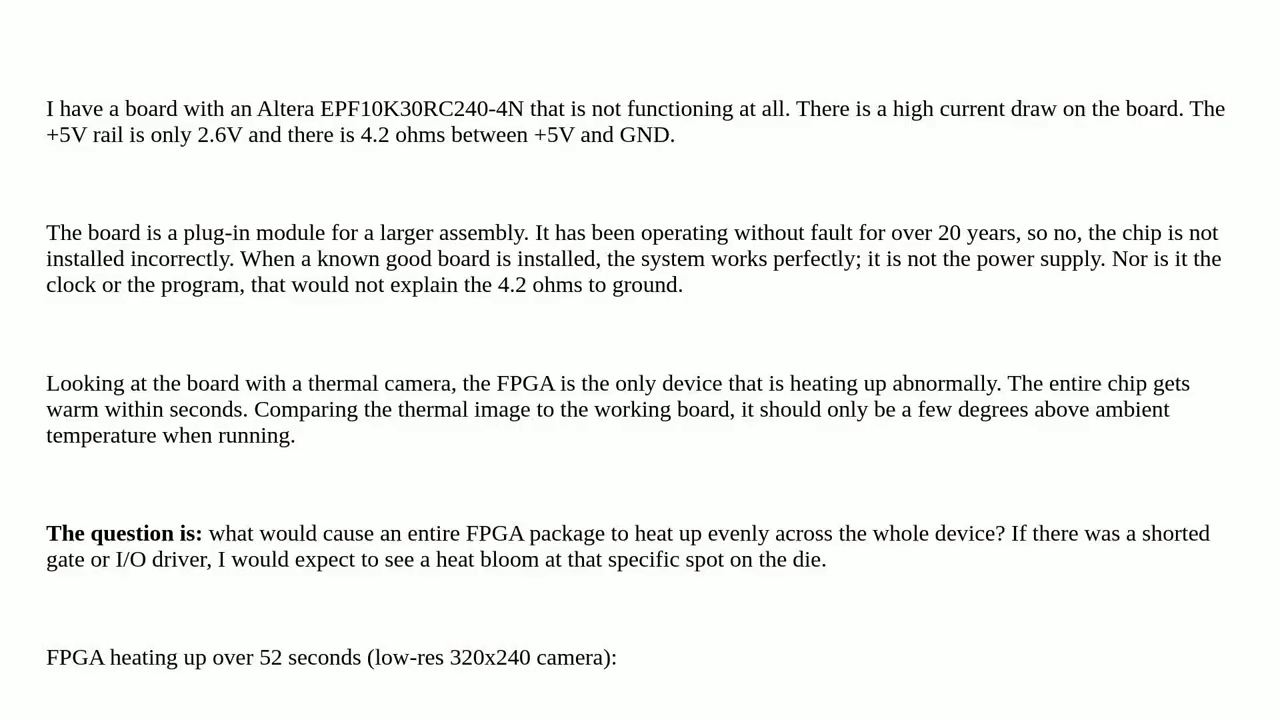 I have a board with an Altera EPF10K30RC240-4N that is not functioning at all. There is a high current draw on the board. The
+5V rail is only 2.6V and there is 4.2 ohms between +5V and GND.
The board is a plug-in module for a larger assembly. It has been operating without fault for over 20 years, so no, the chip is not
installed incorrectly. When a known good board is installed, the system works perfectly; it is not the power supply. Nor is it the
clock or the program, that would not explain the 4.2 ohms to ground.
Looking at the board with a thermal camera, the FPGA is the only device that is heating up abnormally. The entire chip gets
warm within seconds. Comparing the thermal image to the working board, it should only be a few degrees above ambient
temperature when running.
The question is: what would cause an entire FPGA package to heat up evenly across the whole device? If there was a shorted
gate or I/O driver, I would expect to see a heat bloom at that specific spot on the die.
FPGA heating up over 52 seconds (low-res 320x240 camera):